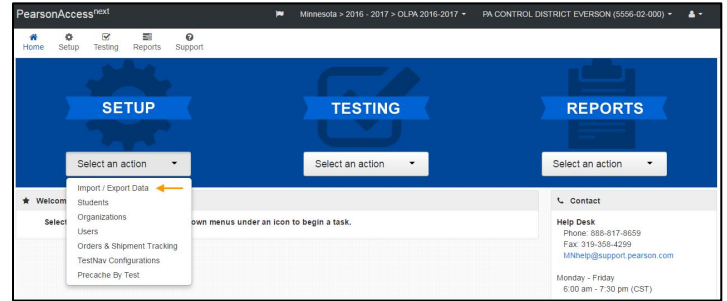 PearsonAccessnext
Minnesota > 2016 - 2017 > OLPA 2016-2017
PA CONTROL DISTRICT EVERSON (5556-02-000)
Home Setup Testing Reports Support
SETUP TESTING REPORTS
Select an action Select an action Select an action
Import / Export Data
Students
Organizations
Users
Orders & Shipment Tracking
TestNav Configurations
Precache By Test
Welcom
Select own menus under an icon to begin a task.
Contact
Help Desk
Phone: 888-817-8659
Fax: 319-358-4299
MNhelp@support.pearson.com
Monday - Friday
6:00 am - 7:30 pm (CST)